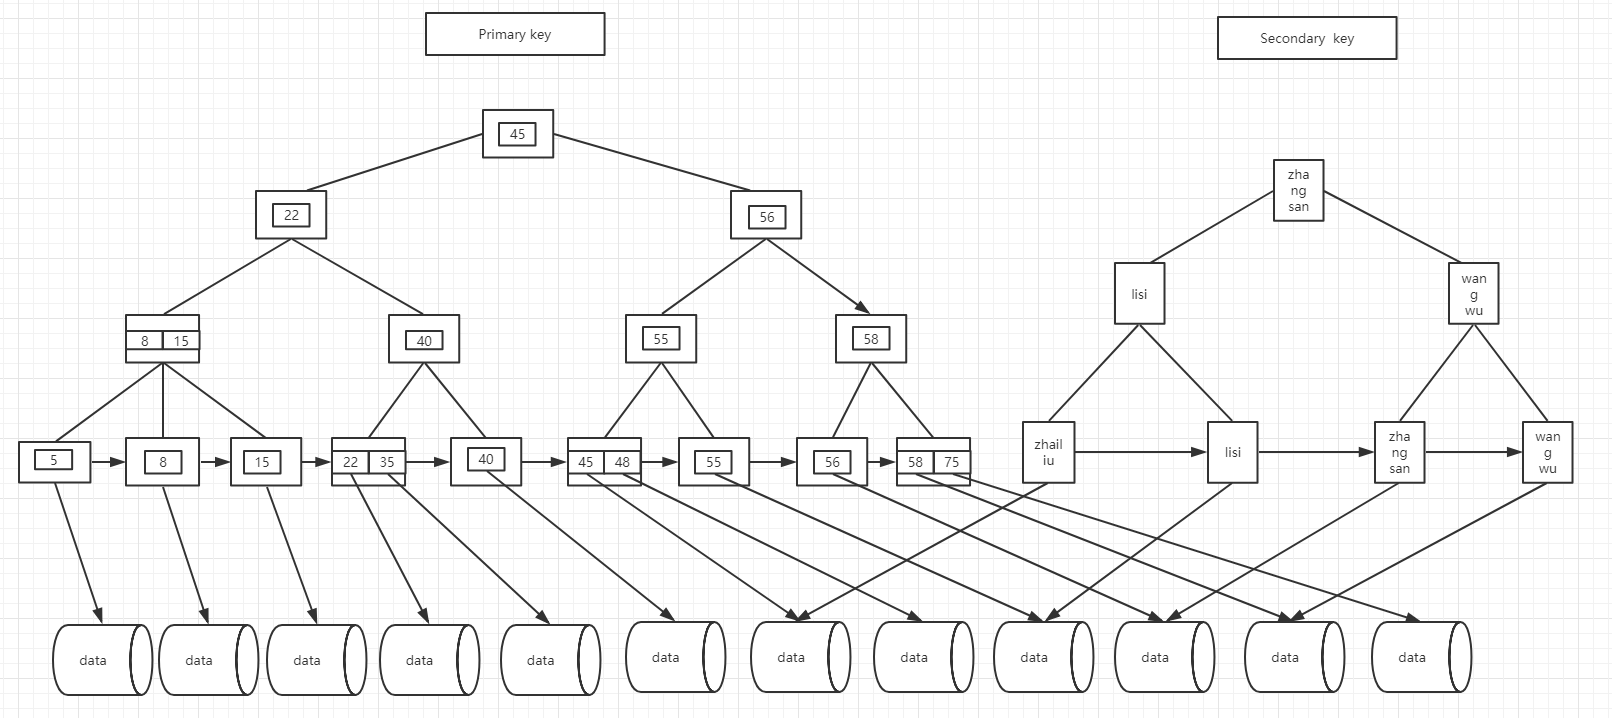 Primary key
Secondary key
45
zha
ng
san
22
56
lisi
wan
g
wu
8 15
40
55
58
5
8
15
22 35
40
45 48
55
56
58 75
zhail
iu
lisi
zha
ng
san
wan
g
wu
data
data
data
data
data
data
data
data
data
data
data
data